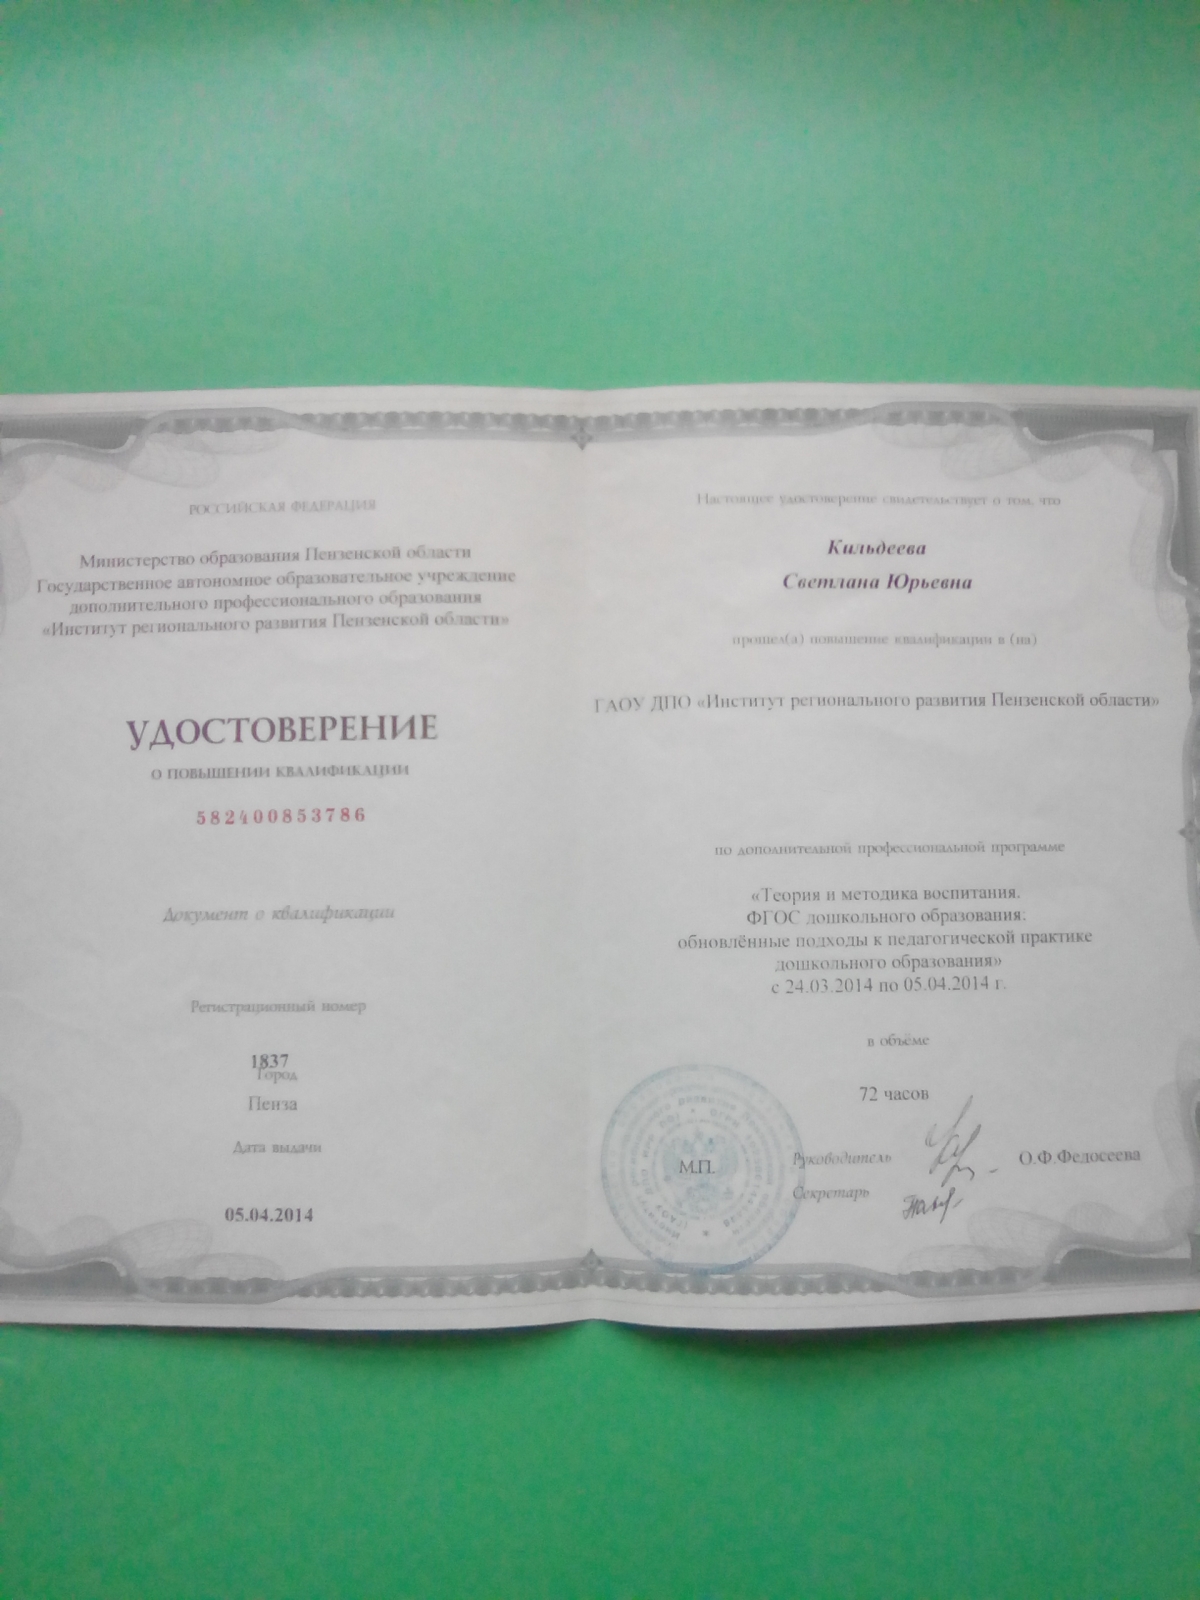 РОССИЙСКАЯ ФЕДЕРАЦИЯ
Министерство образования Пензенской области
Государственное автономное образовательное учреждение
дополнительного профессионального образования
«Институт регионального развития Пензенской области»
УДОСТОВЕРЕНИЕ
О ПОВЫШЕНИИ КВАЛИФИКАЦИИ
582400853786
Документ о квалификации
Регистрационный номер
1837
Город
Пенза
Дата выдачи
05.04.2014
Настоящее удостоверение свидетельствует о том, что
Кильдеева
Светлана Юрьевна
прошел(а) повышение квалификации в (на)
ГАОУ ДПО «Институт регионального развития Пензенской области»
по дополнительной профессиональной программе
«Теория и методика воспитания.
ФГОС дошкольного образования:
обновлённые подходы к педагогической практике
дошкольного образования»
с 24.03.2014 по 05.04.2014 г.
в объёме
72 часов
М.П.
Руководитель
О.Ф.Федосеева
Секретарь